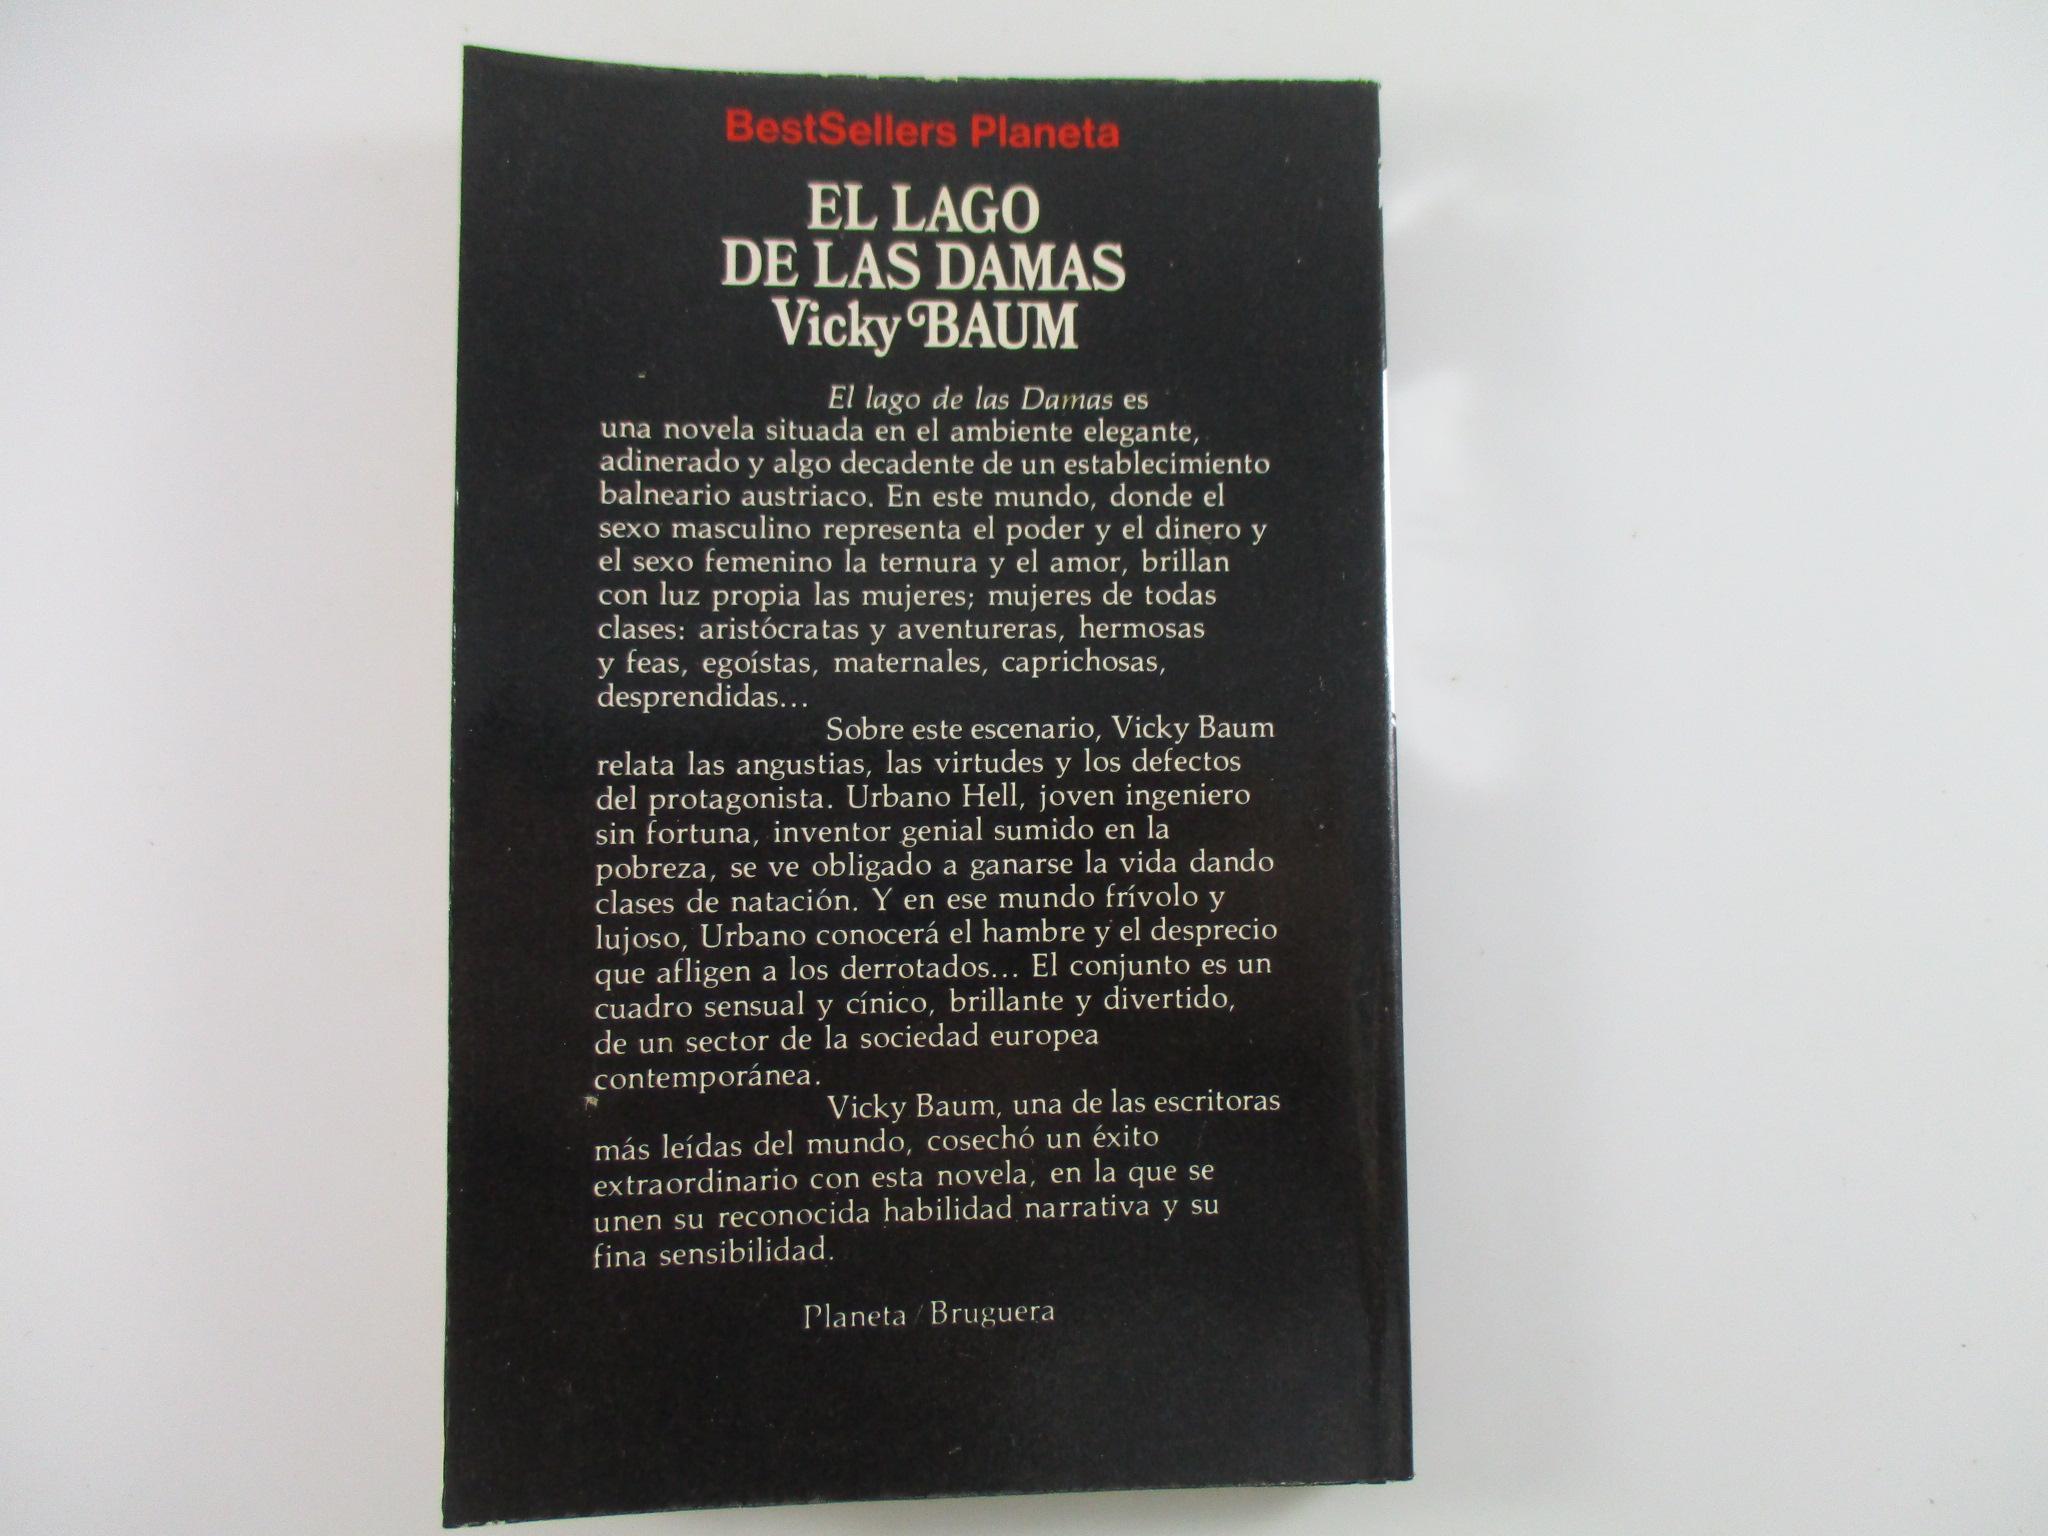 BestSellers Planeta
EL LAGO
DE LAS DAMAS
Vicky BAUM
El lago de las Damas es
una novela situada en el ambiente elegante,
adinerado y algo decadente de un establecimiento
balneario austriaco. En este mundo, donde el
sexo masculino representa el poder y el dinero y
el sexo femenino la ternura y el amor, brillan
con luz propia las mujeres; mujeres de todas
clases: aristócratas y aventureras, hermosas
y feas, egoístas, maternales, caprichosas,
desprendidas...
Sobre este escenario, Vicky Baum
relata las angustias, las virtudes y los defectos
del protagonista. Urbano Hell, joven ingeniero
sin fortuna, inventor genial sumido en la
pobreza, se ve obligado a ganarse la vida dando
clases de natación. Y en ese mundo frívolo y
lujoso, Urbano conocerá el hambre y el desprecio
que afligen a los derrotados... El conjunto es un
cuadro sensual y cínico, brillante y divertido,
de un sector de la sociedad europea
contemporánea.
Vicky Baum, una de las escritoras
más leídas del mundo, cosechó un éxito
extraordinario con esta novela, en la que se
unen su reconocida habilidad narrativa y su
fina sensibilidad.
Planeta / Bruguera